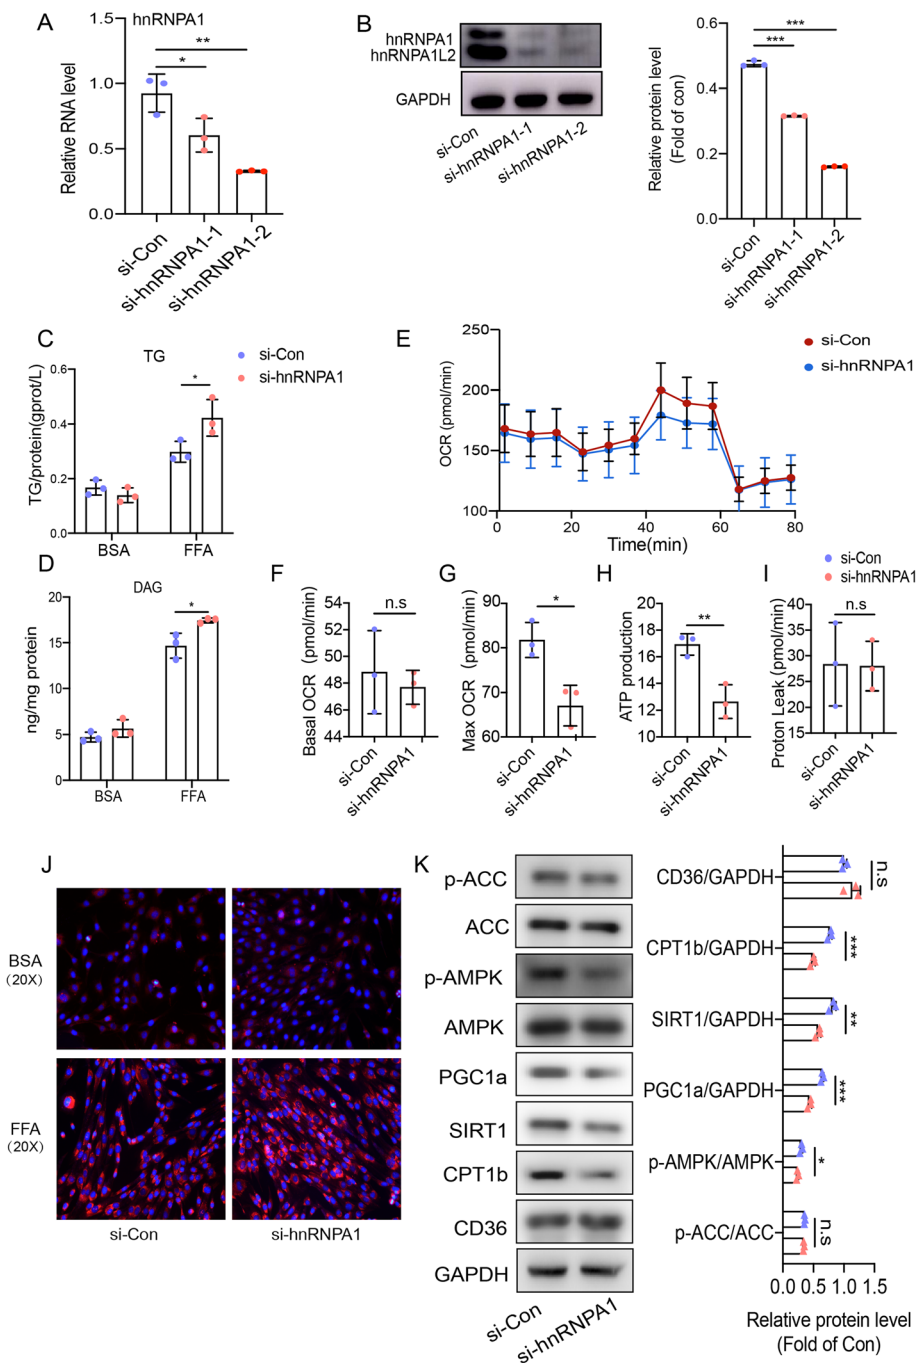 A
hnRNPA1
Relative RNA level
1.5
1.0
0.5
0.0
**
*
si-Con
si-hnRNPA1-1
si-hnRNPA1-2
B
hnRNPA1
hnRNPA1L2
GAPDH
si-Con
si-hnRNPA1-1
si-hnRNPA1-2
Relative protein level
(Fold of con)
0.6
0.4
0.2
0.0
***
***
si-Con
si-hnRNPA1-1
si-hnRNPA1-2
C
TG
si-Con
si-hnRNPA1
TG/protein(gprot/L)
0.6
0.4
0.2
0.0
*
BSA
FFA
D
DAG
ng/mg protein
20
15
10
5
0
*
BSA
FFA
E
OCR (pmol/min)
250
200
150
100
0
20
40
60
80
Time(min)
si-Con
si-hnRNPA1
si-Con
si-hnRNPA1
F
Basal OCR (pmol/min)
54
52
50
48
46
44
n.s
si-Con
si-hnRNPA1
G
Max OCR (pmol/min)
90
80
70
60
*
si-Con
si-hnRNPA1
H
ATP production
18
16
14
12
10
**
si-Con
si-hnRNPA1
I
Proton Leak (pmol/min)
40
35
30
25
20
15
n.s
si-Con
si-hnRNPA1
J
BSA
(20X)
FFA
(20X)
si-Con
si-hnRNPA1
K
p-ACC
ACC
p-AMPK
AMPK
PGC1a
SIRT1
CPT1b
CD36
GAPDH
si-Con
si-hnRNPA1
CD36/GAPDH
n.s
CPT1b/GAPDH
***
SIRT1/GAPDH
**
PGC1a/GAPDH
***
p-AMPK/AMPK
*
p-ACC/ACC
n.s
0.0 0.5 1.0 1.5
Relative protein level
(Fold of Con)